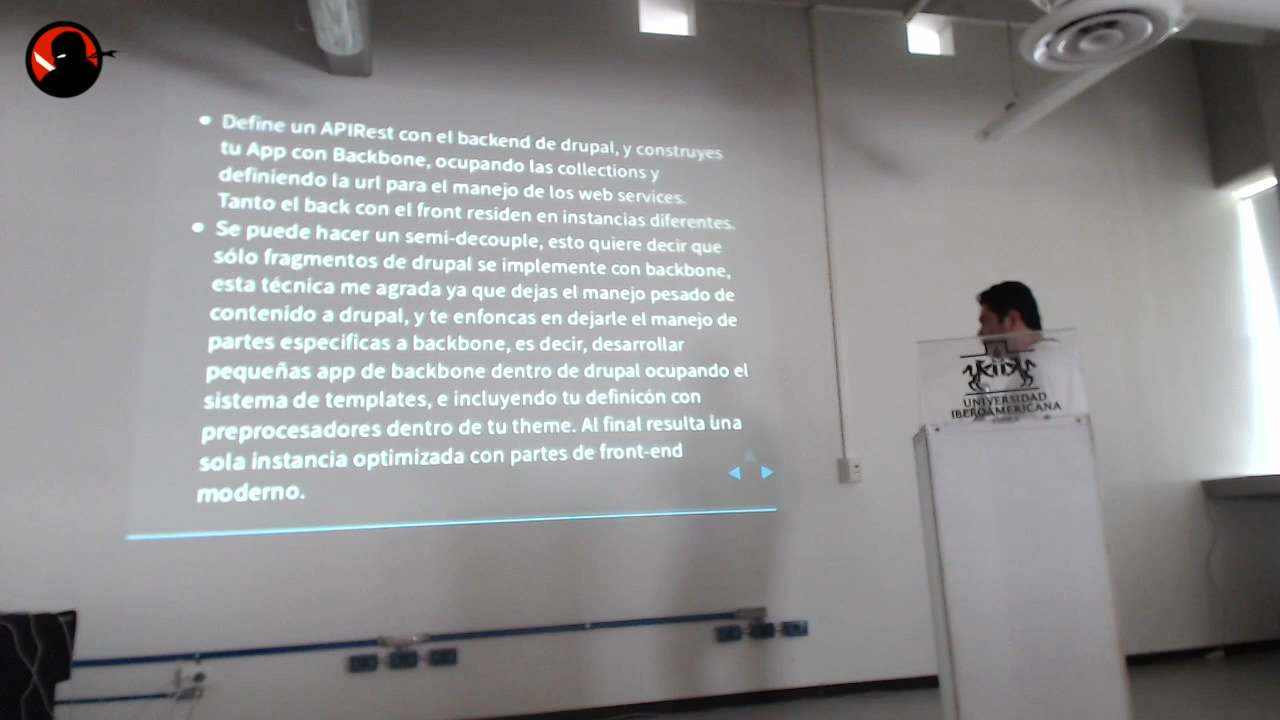 • Define un APIRest con el backend de drupal, y construyes
tu App con Backbone, ocupando las collections y
definiendo la url para el manejo de los web services.
Tanto el back con el front residen en instancias diferentes.
• Se puede hacer un semi-decouple, esto quiere decir que
sólo fragmentos de drupal se implemente con backbone,
esta técnica me agrada ya que dejas el manejo pesado de
contenido a drupal, y te enfoncas en dejarle el manejo de
partes especificas a backbone, es decir, desarrollar
pequeñas app de backbone dentro de drupal ocupando el
sistema de templates, e incluyendo tu definicón con
preprocesadores dentro de tu theme. Al final resulta una
sola instancia optimizada con partes de front-end
moderno.
UNIVERSIDAD
IBEROAMERICANA